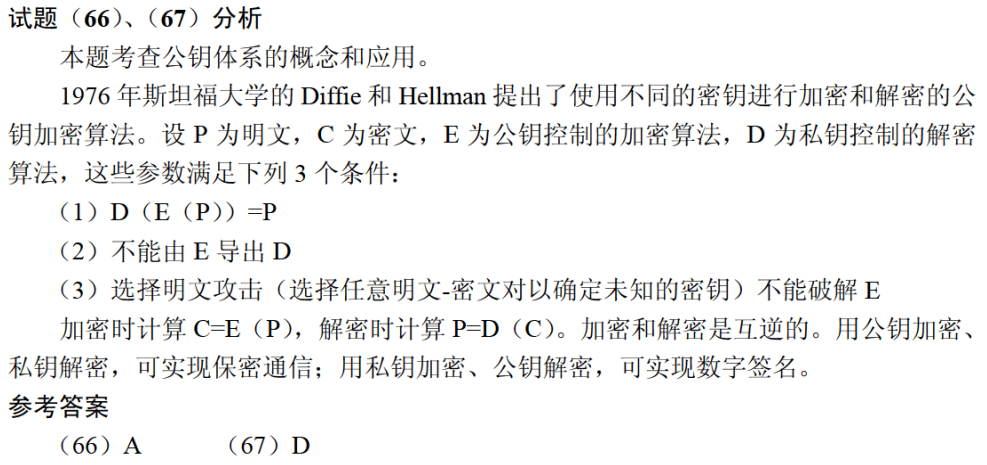 试题（66）、（67）分析
本题考查公钥体系的概念和应用。
1976 年斯坦福大学的 Diffie 和 Hellman 提出了使用不同的密钥进行加密和解密的公
钥加密算法。设 P 为明文，C 为密文，E 为公钥控制的加密算法，D 为私钥控制的解密
算法，这些参数满足下列 3 个条件：
（1）D（E（P））=P
（2）不能由 E 导出 D
（3）选择明文攻击（选择任意明文-密文对以确定未知的密钥）不能破解 E
加密时计算 C=E（P），解密时计算 P=D（C）。加密和解密是互逆的。用公钥加密、
私钥解密，可实现保密通信；用私钥加密、公钥解密，可实现数字签名。
参考答案
（66）A （67）D